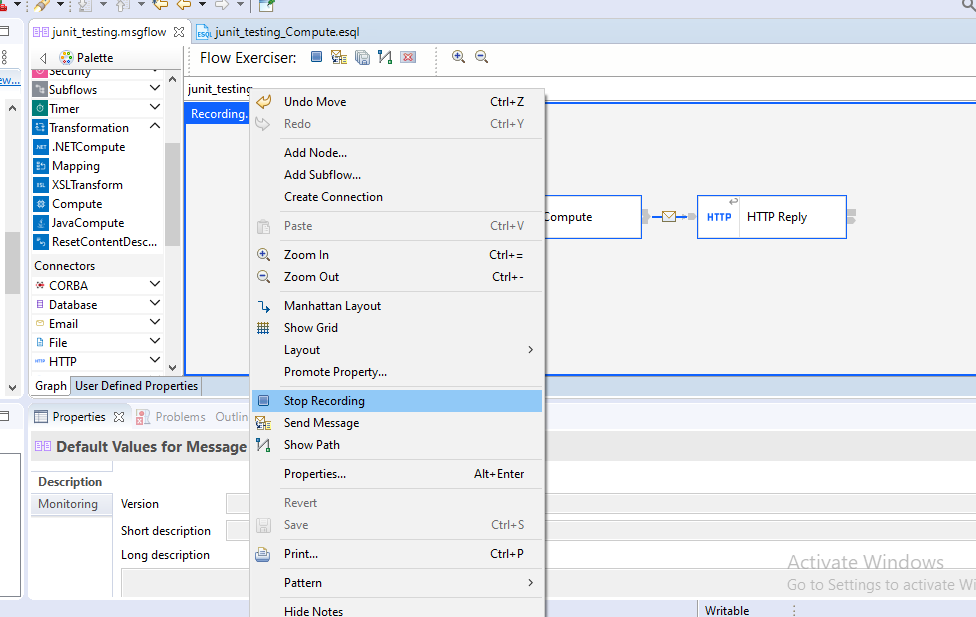 junit_testing.msgflow
junit_testing_Compute.esql
ew...
Palette
Flow Exerciser:
Security
Subflows
Timer
Transformation
.NETCompute
Mapping
XSLTransform
Compute
JavaCompute
ResetContentDesc...
Connectors
CORBA
Database
Email
File
HTTP
Graph
User Defined Properties
junit_testing
Recording.
Undo Move Ctrl+Z
Redo Ctrl+Y
Add Node...
Add Subflow...
Create Connection
Paste Ctrl+V
Zoom In Ctrl+=
Zoom Out Ctrl+-
Manhattan Layout
Show Grid
Layout
Promote Property...
Stop Recording
Send Message
Show Path
Properties... Alt+Enter
Revert
Save Ctrl+S
Print... Ctrl+P
Pattern
Hide Notes
Compute
HTTP
HTTP Reply
Properties
Problems
Outlin
Default Values for Message
Description
Monitoring
Version
Short description
Long description
Activate Windows
Go to Settings to activate Wi
Writable